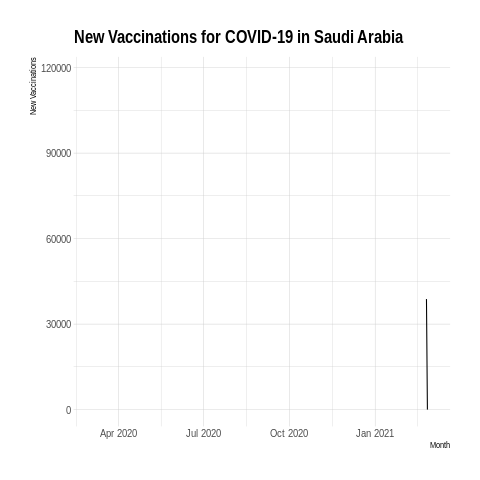 New Vaccinations for COVID-19 in Saudi Arabia
New Vaccinations
120000
90000
60000
30000
0
Apr 2020 Jul 2020 Oct 2020 Jan 2021
Month